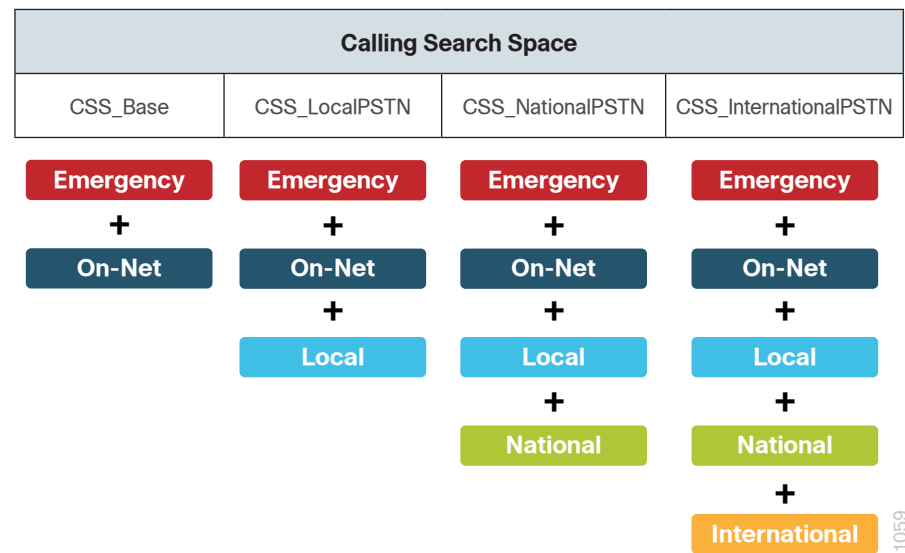 Calling Search Space
CSS_Base CSS_LocalPSTN CSS_NationalPSTN CSS_InternationalPSTN
Emergency Emergency Emergency Emergency
+ + + +
On-Net On-Net On-Net On-Net
+ + +
Local Local Local
+ +
National National
+
International
1059